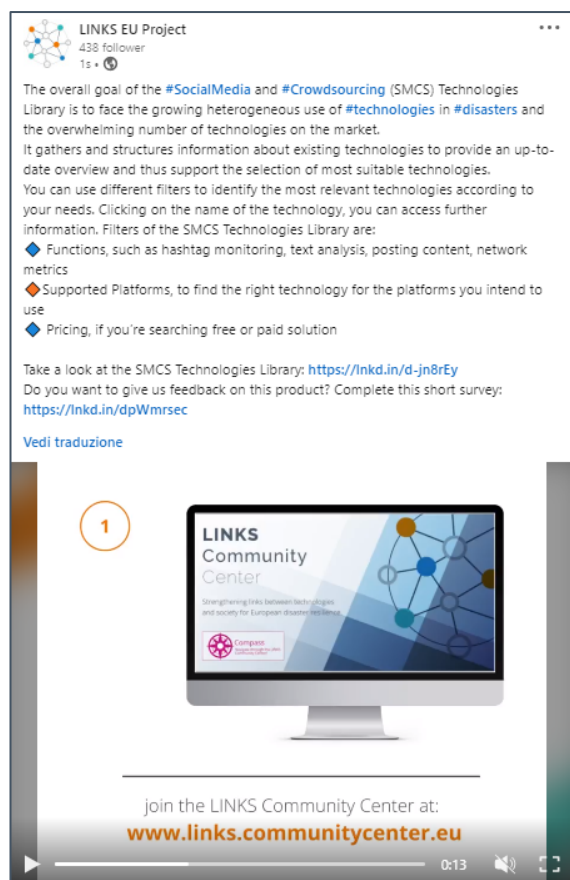 LINKS EU Project
438 follower
1s •
The overall goal of the #SocialMedia and #Crowdsourcing (SMCS) Technologies
Library is to face the growing heterogeneous use of #technologies in #disasters and
the overwhelming number of technologies on the market.
It gathers and structures information about existing technologies to provide an up-to-
date overview and thus support the selection of most suitable technologies.
You can use different filters to identify the most relevant technologies according to
your needs. Clicking on the name of the technology, you can access further
information. Filters of the SMCS Technologies Library are:
🔷 Functions, such as hashtag monitoring, text analysis, posting content, network
metrics
🔶Supported Platforms, to find the right technology for the platforms you intend to
use
🔷 Pricing, if you´re searching free or paid solution
Take a look at the SMCS Technologies Library: https://lnkd.in/d-jn8rEy
Do you want to give us feedback on this product? Complete this short survey:
https://lnkd.in/dpWmrsec
Vedi traduzione
1
LINKS
Community
Center
Strengthening links between technologies
and society for European disaster resilience
Compass
join the LINKS Community Center at:
www.links.communitycenter.eu
0:13